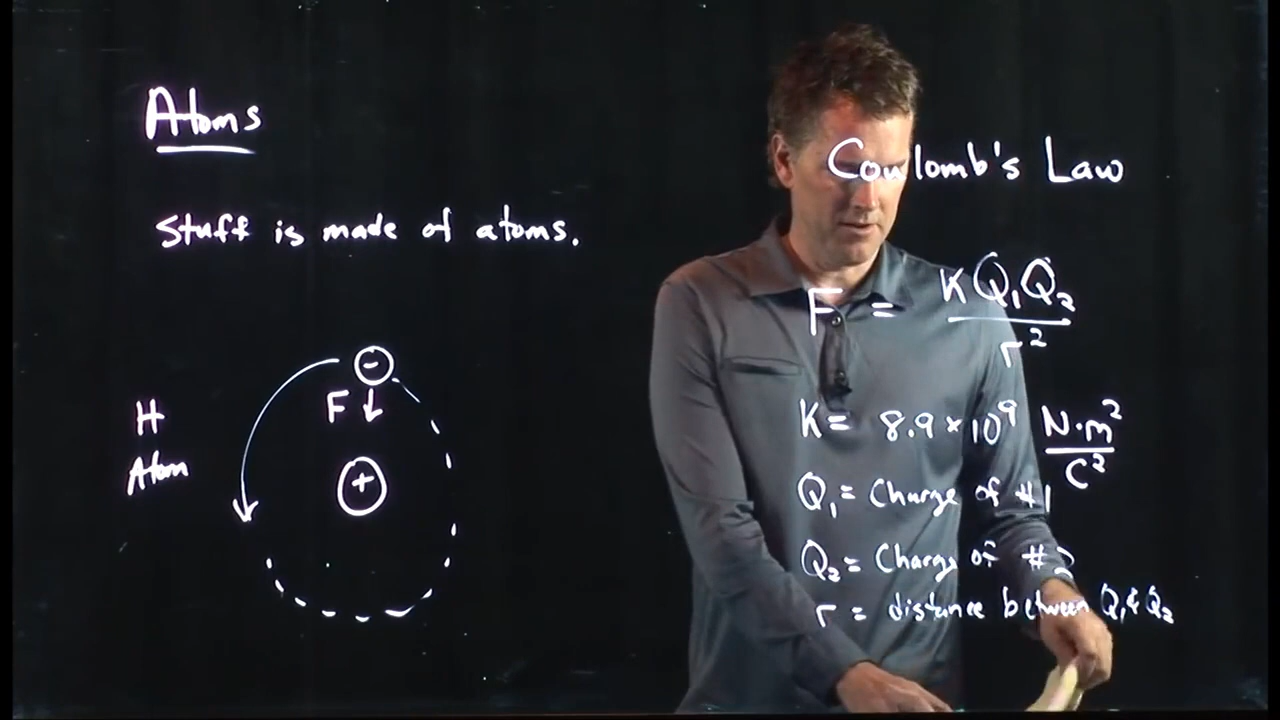 Atoms
Stuff is made of atoms.
H
Atom
-
F
+
Coulomb's Law
F = KQ₁Q₂
r²
K = 8.9×10⁹ N·m²
C²
Q₁ = Charge of #1
Q₂ = Charge of #2
r = distance between Q₁ & Q₂